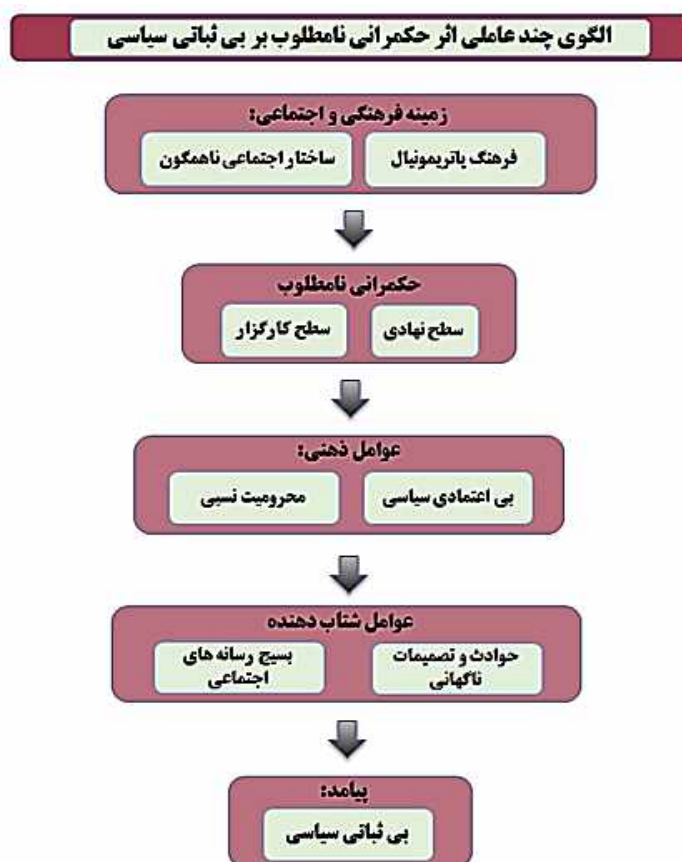 الگوی چند عاملی اثر حکمرانی نامطلوب بر بی ثباتی سیاسی
زمینه فرهنگی و اجتماعی:
فرهنگ پاتریمونیال
ساختار اجتماعی ناهمگون
حکمرانی نامطلوب
سطح نهادی
سطح کارگزار
عوامل ذهنی:
بی اعتمادی سیاسی
محرومیت نسبی
عوامل شتاب دهنده
حوادث و تصمیمات
ناگهانی
بسیج رسانه های
اجتماعی
پیامد:
بی ثباتی سیاسی